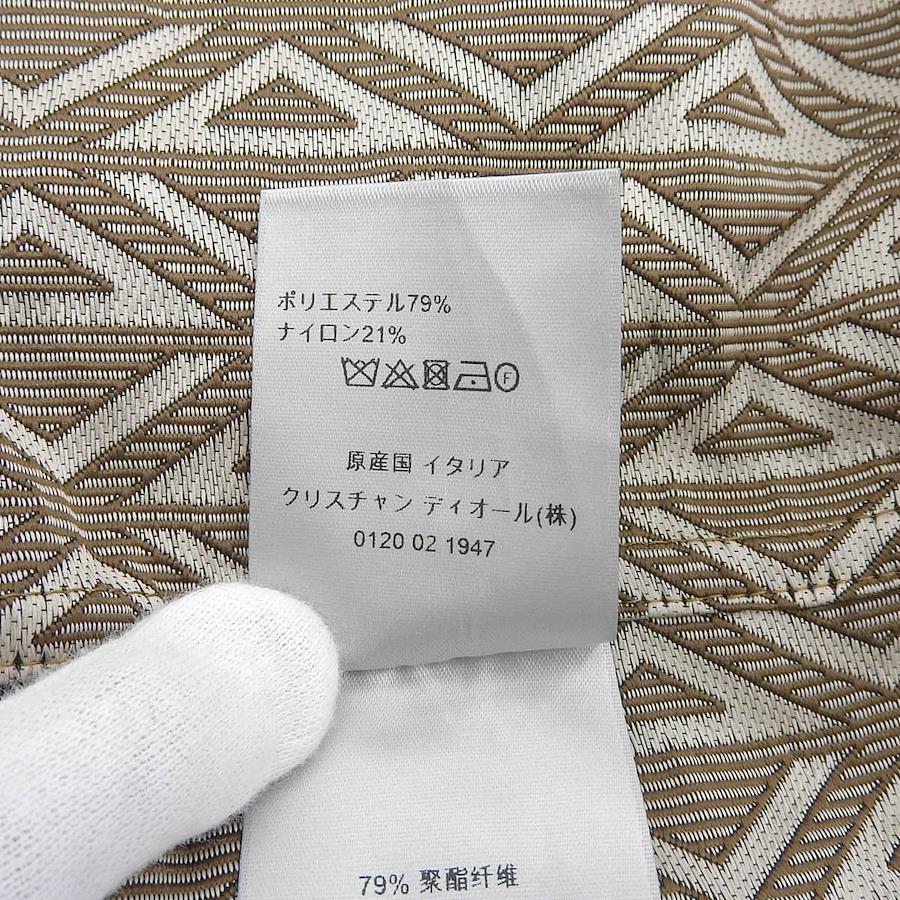 ポリエステル79%
ナイロン21%
F
原産国 イタリア
クリスチャン ディオール(株)
0120 02 1947
79% 聚酯纤维